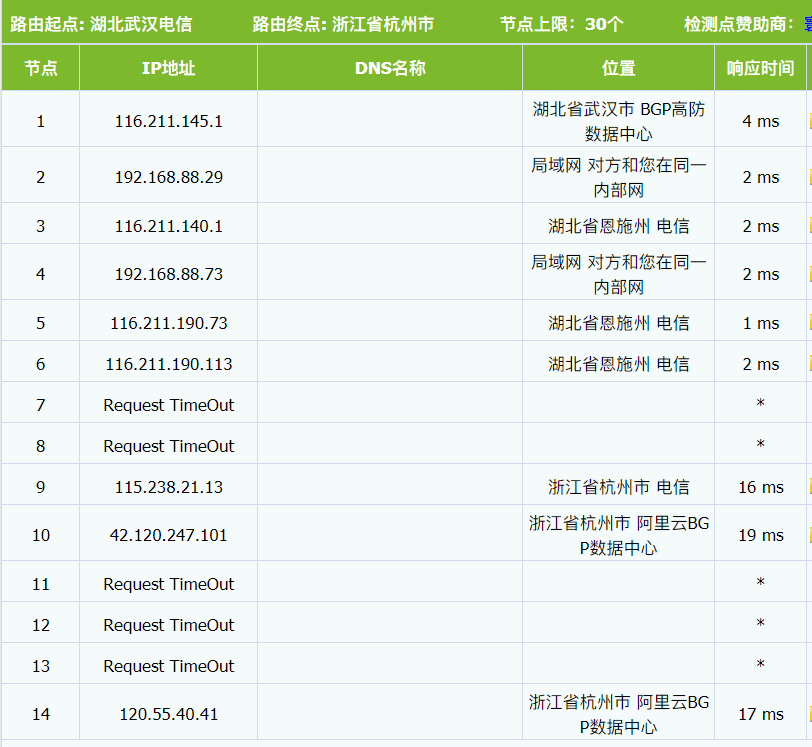 路由起点: 湖北武汉电信 路由终点: 浙江省杭州市 节点上限：30个 检测点赞助商：
节点 IP地址 DNS名称 位置 响应时间
1 116.211.145.1 湖北省武汉市 BGP高防
数据中心 4 ms
2 192.168.88.29 局域网 对方和您在同一
内部网 2 ms
3 116.211.140.1 湖北省恩施州 电信 2 ms
4 192.168.88.73 局域网 对方和您在同一
内部网 2 ms
5 116.211.190.73 湖北省恩施州 电信 1 ms
6 116.211.190.113 湖北省恩施州 电信 2 ms
7 Request TimeOut *
8 Request TimeOut *
9 115.238.21.13 浙江省杭州市 电信 16 ms
10 42.120.247.101 浙江省杭州市 阿里云BG
P数据中心 19 ms
11 Request TimeOut *
12 Request TimeOut *
13 Request TimeOut *
14 120.55.40.41 浙江省杭州市 阿里云BG
P数据中心 17 ms